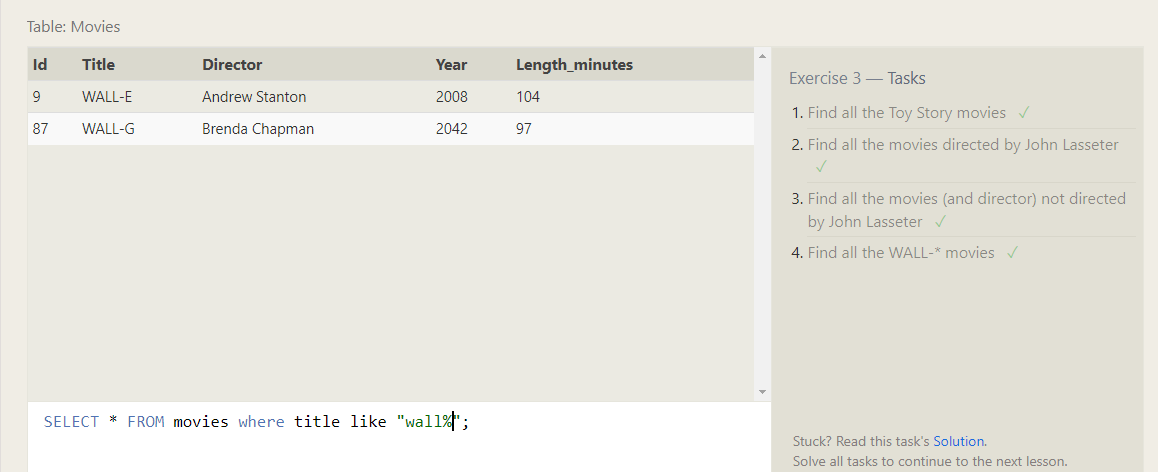 Table: Movies
Id Title Director Year Length_minutes
9 WALL-E Andrew Stanton 2008 104
87 WALL-G Brenda Chapman 2042 97
SELECT * FROM movies where title like "wall%";
Exercise 3 — Tasks
1. Find all the Toy Story movies ✓
2. Find all the movies directed by John Lasseter
✓
3. Find all the movies (and director) not directed
by John Lasseter ✓
4. Find all the WALL-* movies ✓
Stuck? Read this task's Solution.
Solve all tasks to continue to the next lesson.